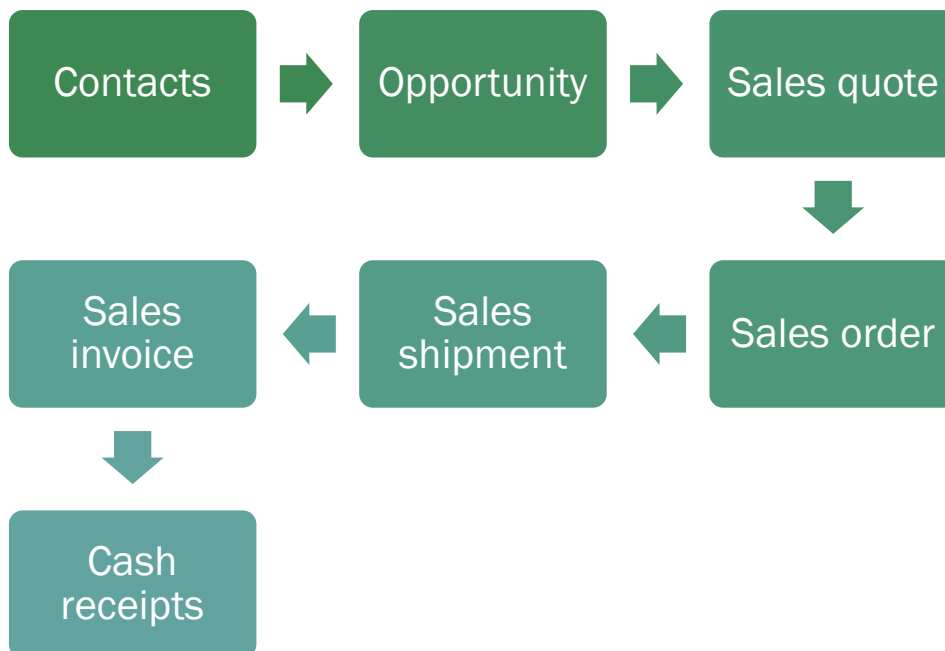 Contacts
Opportunity
Sales quote
Sales order
Sales
shipment
Sales
invoice
Cash
receipts